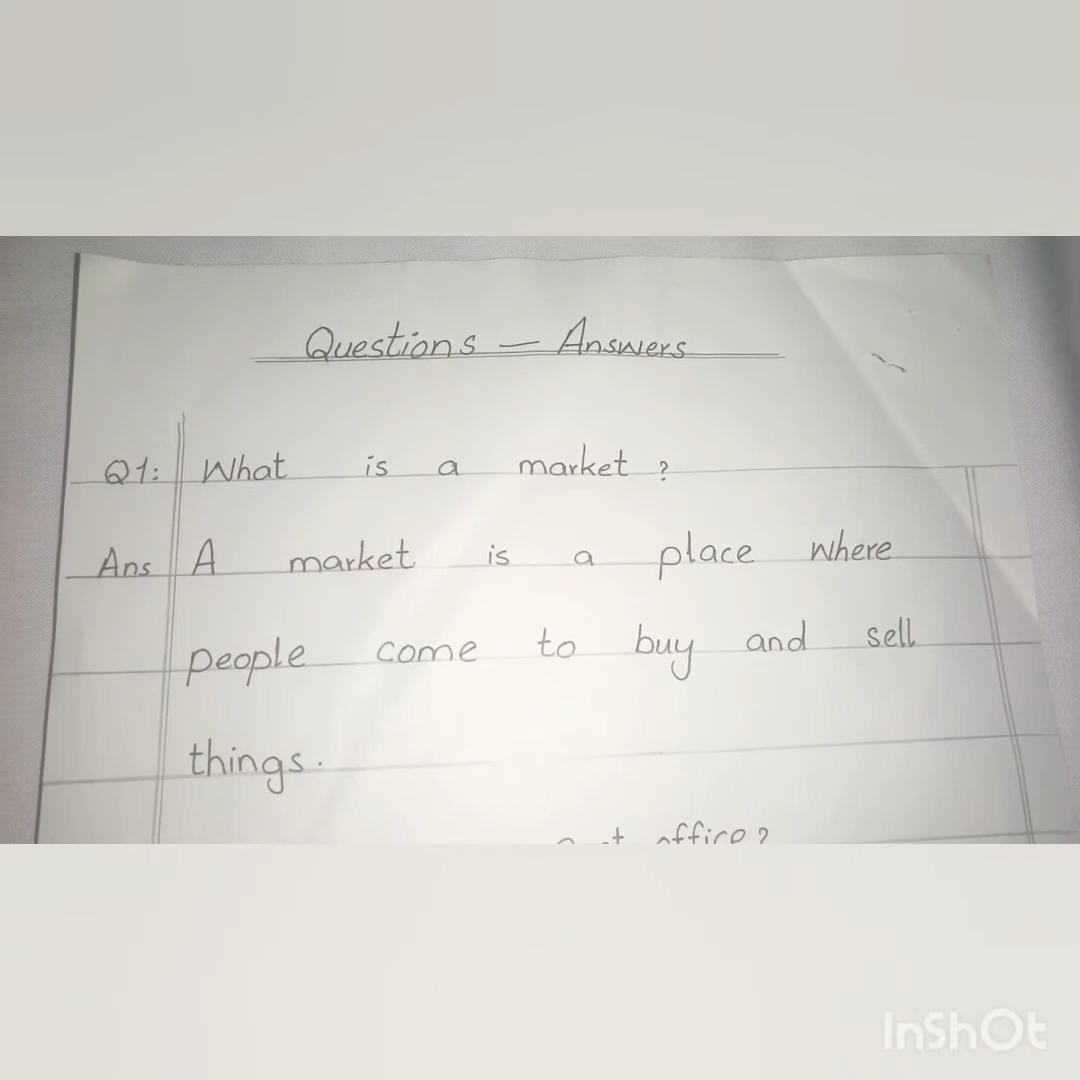 Questions — Answers
Q1: What is a market ?
Ans A market is a place where
people come to buy and sell
things.
office?
InShOt